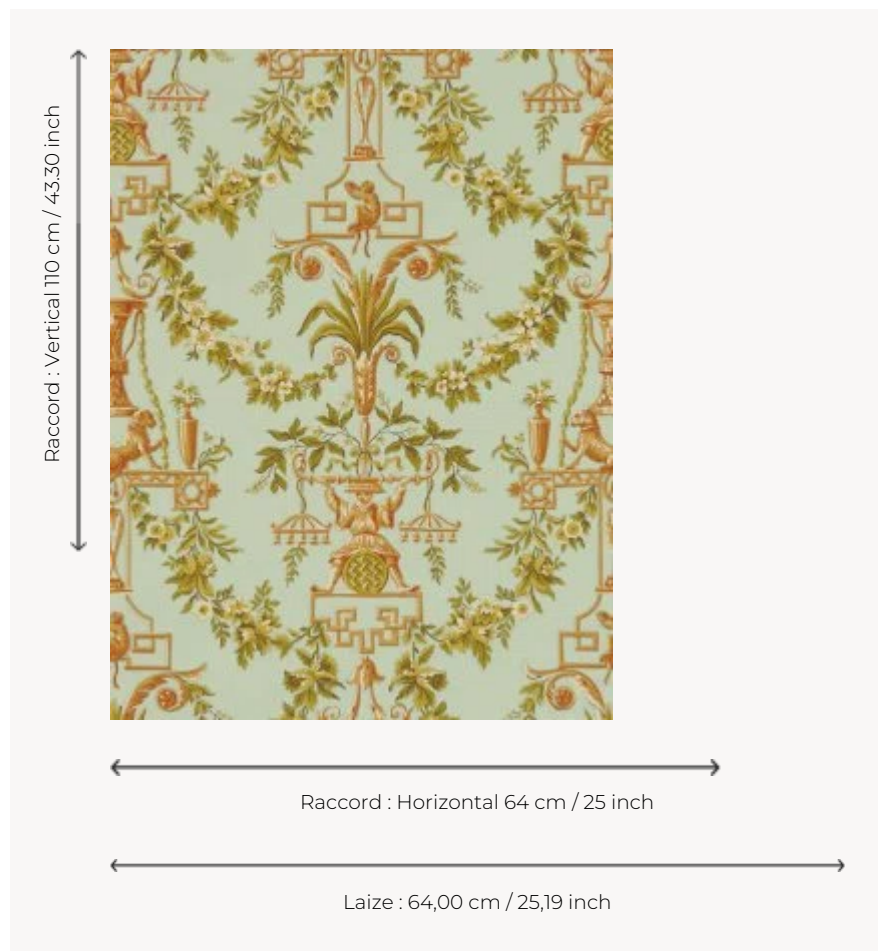 Raccord : Vertical 110 cm / 43.30 inch
Raccord : Horizontal 64 cm / 25 inch
Laize : 64,00 cm / 25,19 inch